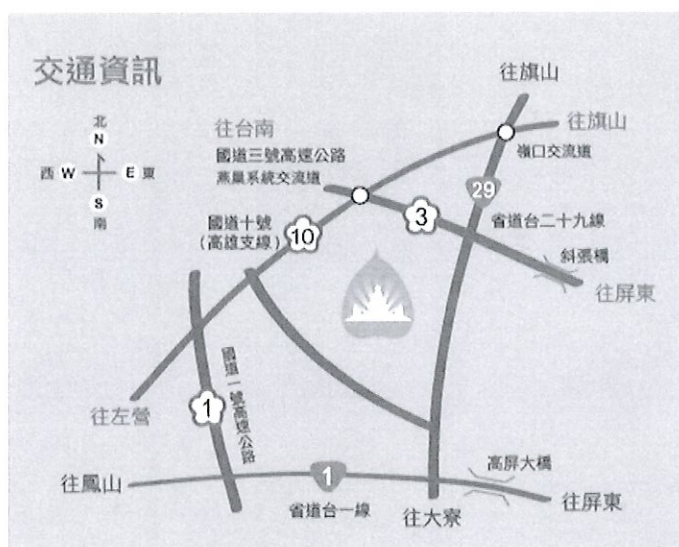 交通資訊
北
N
西 W E 東
S
南
往旗山
往旗山
嶺口交流道
往台南
國道三號高速公路
燕巢系統交流道
29
3
省道台二十九線
國道十號
(高雄支線)
10
斜張橋
往屏東
國道一號高速公路
1
往左營
高屏大橋
往鳳山
1
省道台一線
往大寮
往屏東